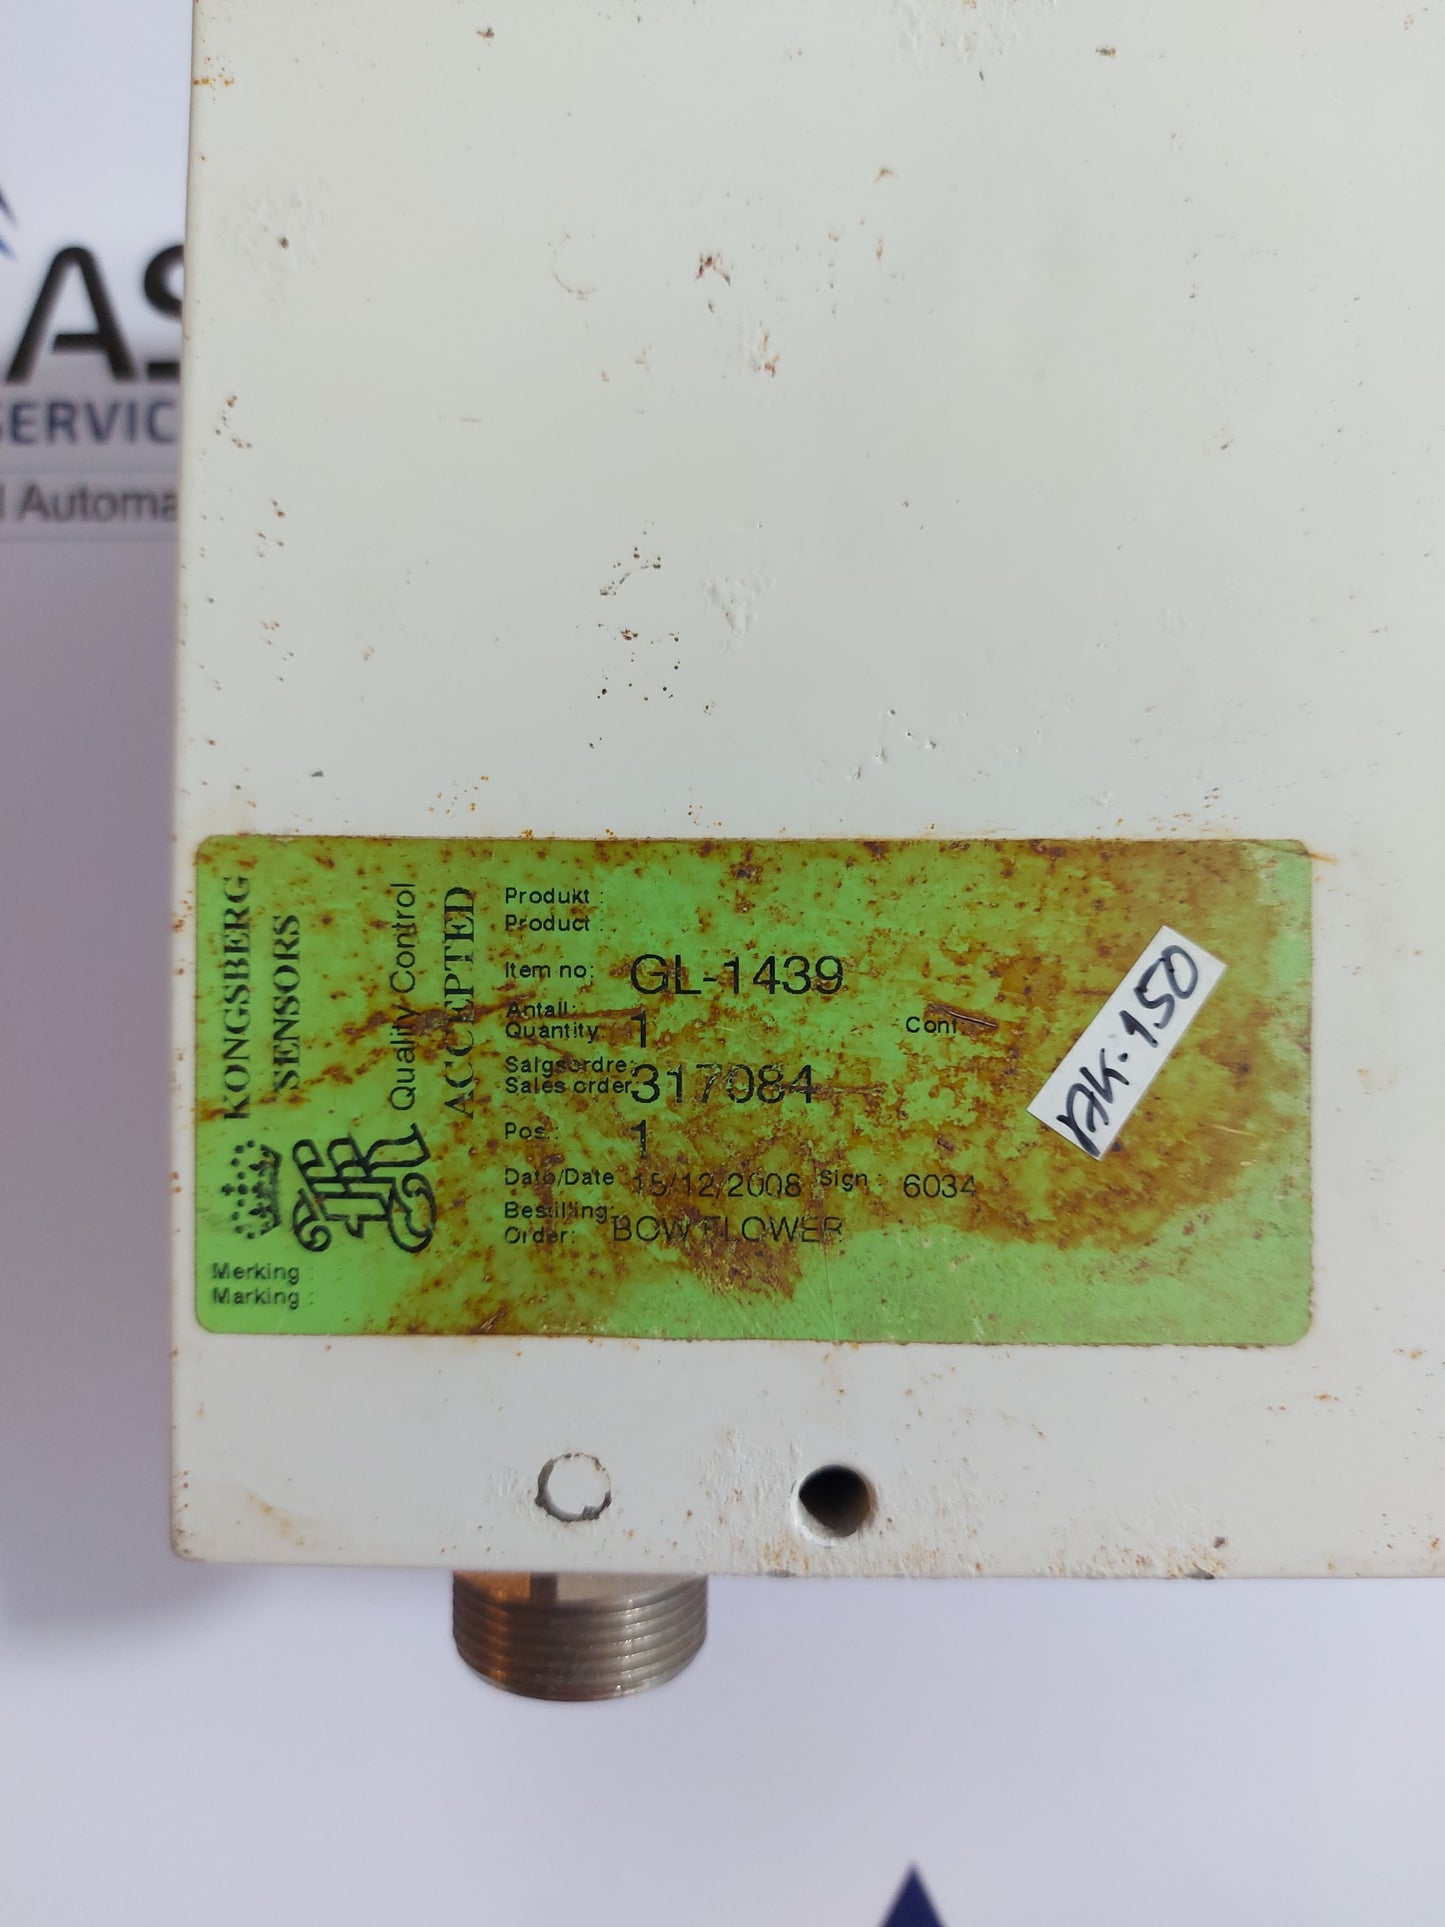 AS
SERVIC
l Automa
KONGSBERG
SENSORS
Quality Control
ACCEPTED
Produkt :
Product :
Item no: GL-1439
Antall:
Quantity: 1
Cont
Salgsordre:
Sales order: 317084
Pos.: 1
Dato/Date : 15/12/2008 Sign : 6034
Bestilling:
Order: BOW FLOWER
Merking :
Marking :
AK-150